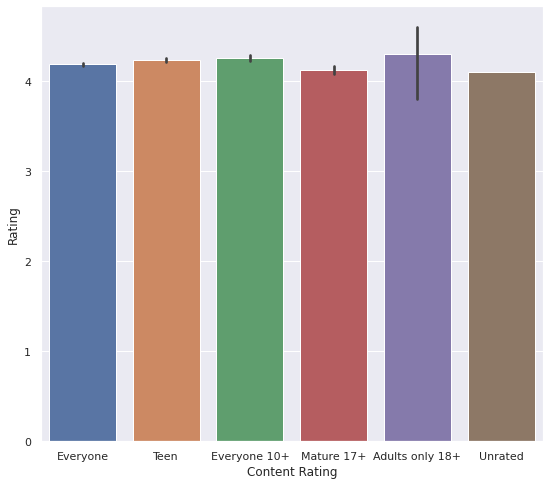 Rating
4
3
2
1
0
Everyone
Teen
Everyone 10+
Mature 17+
Adults only 18+
Unrated
Content Rating